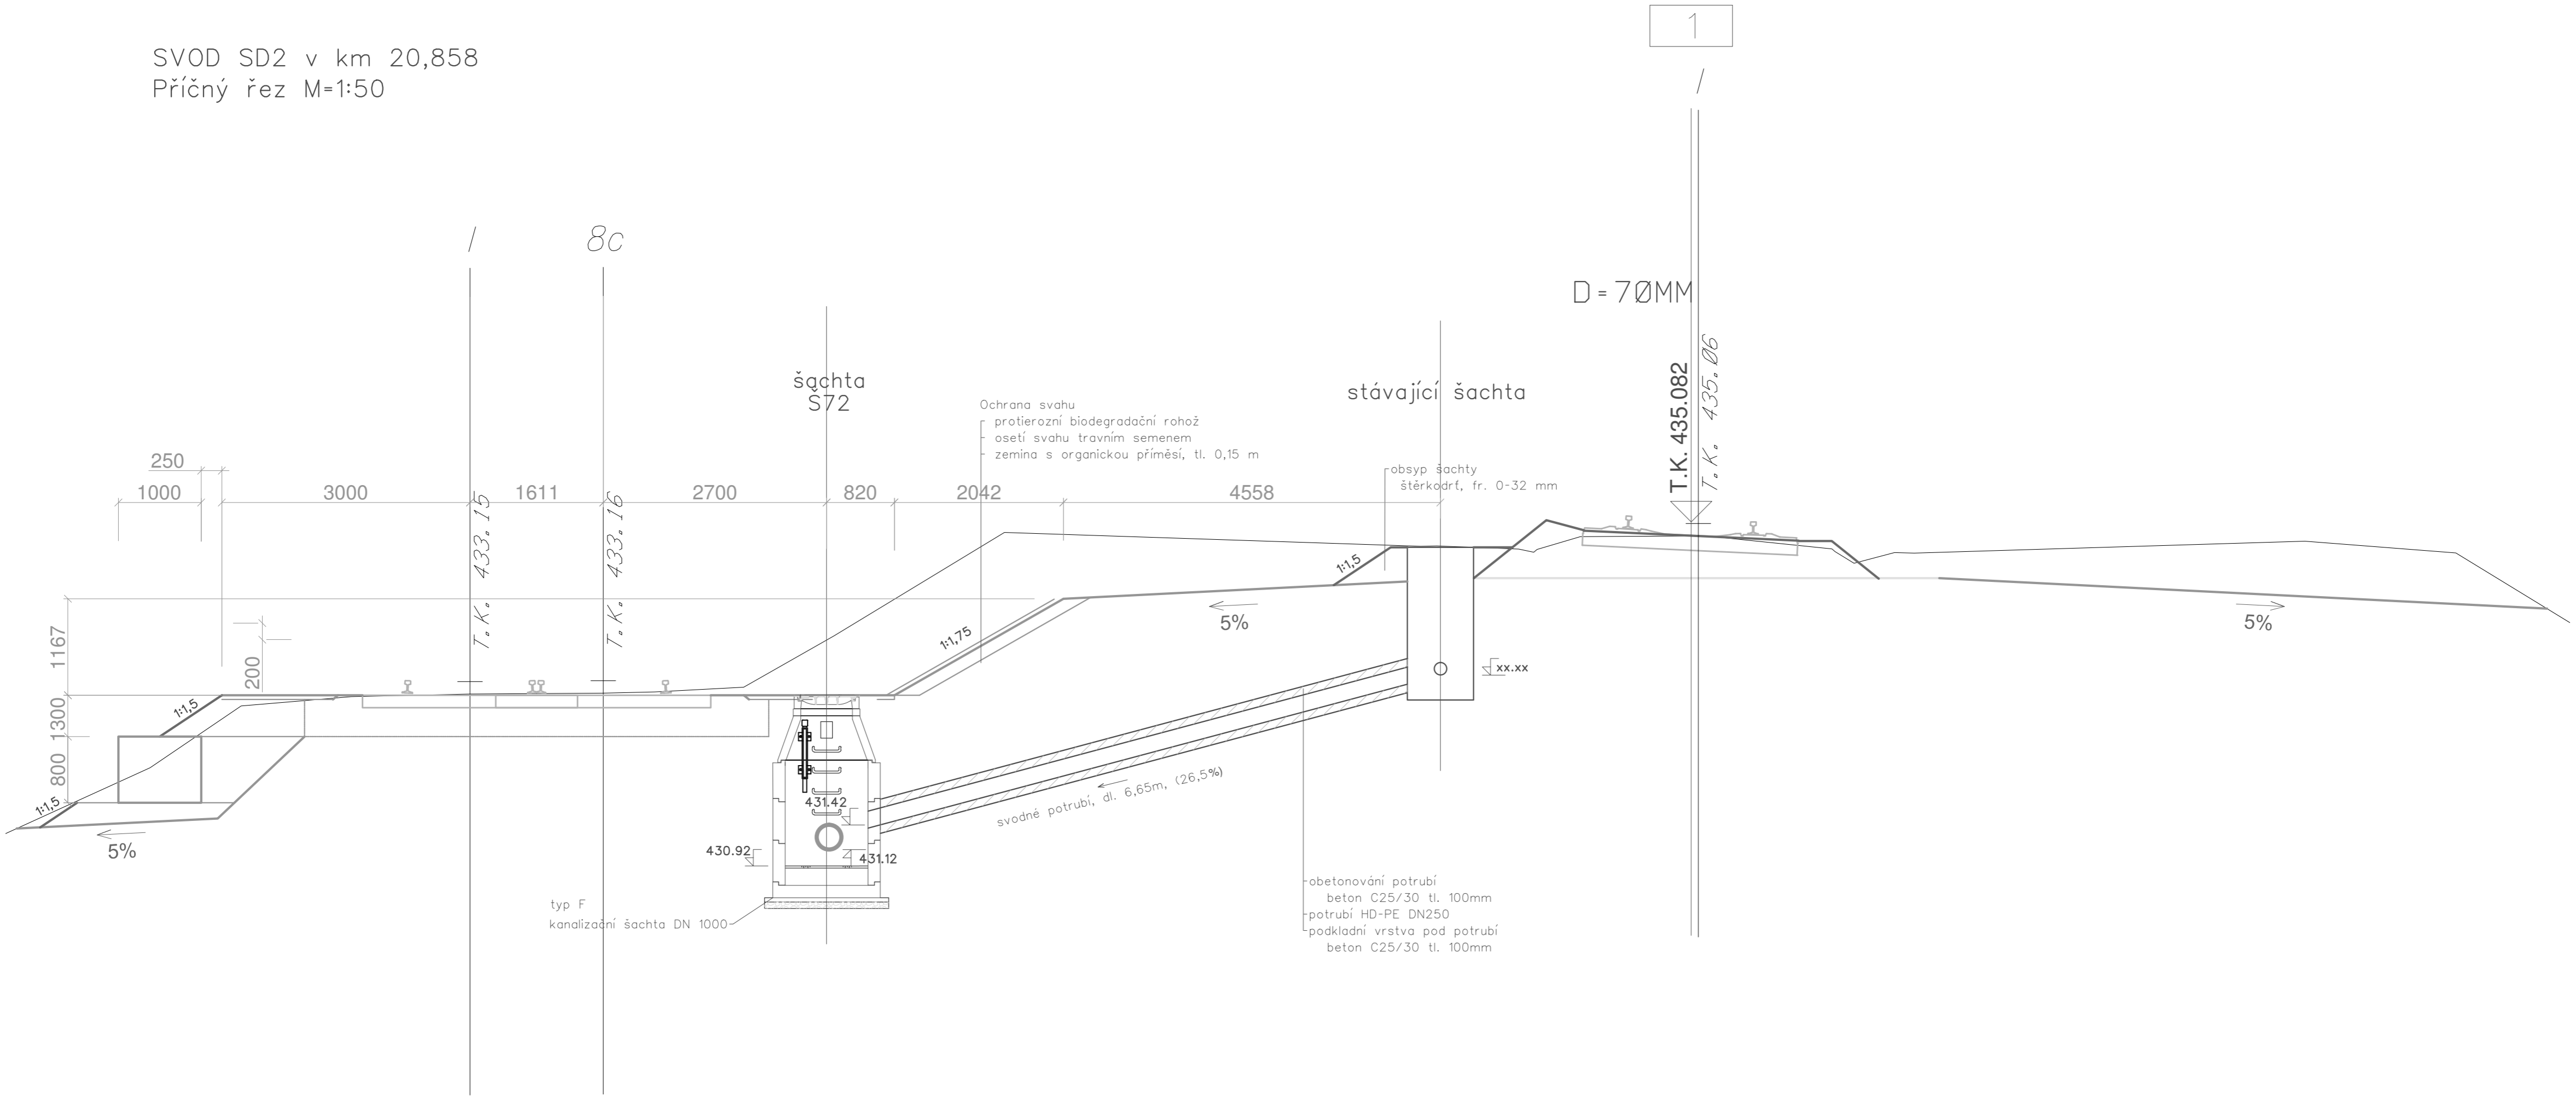 SVOD SD2 v km 20,858
Příčný řez M=1:50
1
I
I
8c
D=7ØMM
T.K. 435.082
T.K. 435.Ø6
šachta
Š72
stávající šachta
Ochrana svahu
protierozní biodegradační rohož
osetí svahu travním semenem
zemina s organickou příměsí, tl. 0,15 m
obsyp šachty
štěrkodrť, fr. 0-32 mm
250
1000
3000
1611
2700
820
2042
4558
T.K. 433.15
T.K. 433.16
1167
200
1300
800
1:1,5
1:1,5
1:1,75
1:1,5
5%
5%
5%
xx.xx
svodné potrubí, dl. 6,65m, (26,5%)
431.42
430.92
431.12
typ F
kanalizační šachta DN 1000
obetonování potrubí
beton C25/30 tl. 100mm
potrubí HD-PE DN250
podkladní vrstva pod potrubí
beton C25/30 tl. 100mm